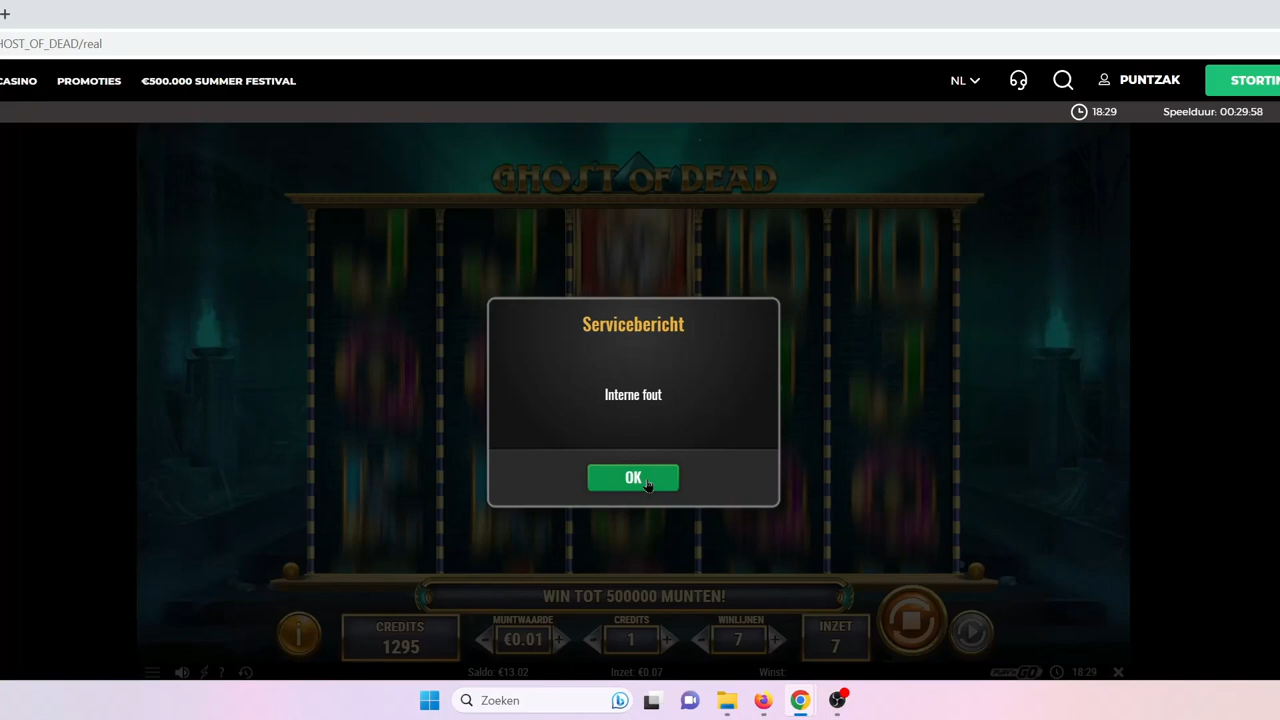 HOST_OF_DEAD/real
CASINO PROMOTIES €500.000 SUMMER FESTIVAL NL PUNTZAK STORTIN
18:29 Speelduur: 00:29:58
GHOST OF DEAD
Servicebericht
Interne fout
OK
WIN TOT 500000 MUNTEN!
CREDITS
1295
MUNTWAARDE
€0.01
CREDITS
1
WINLIJNEN
7
INZET
7
Saldo: €13.02 Inzet: €0.07 Winst: PLAY'N GO 18:29
Zoeken